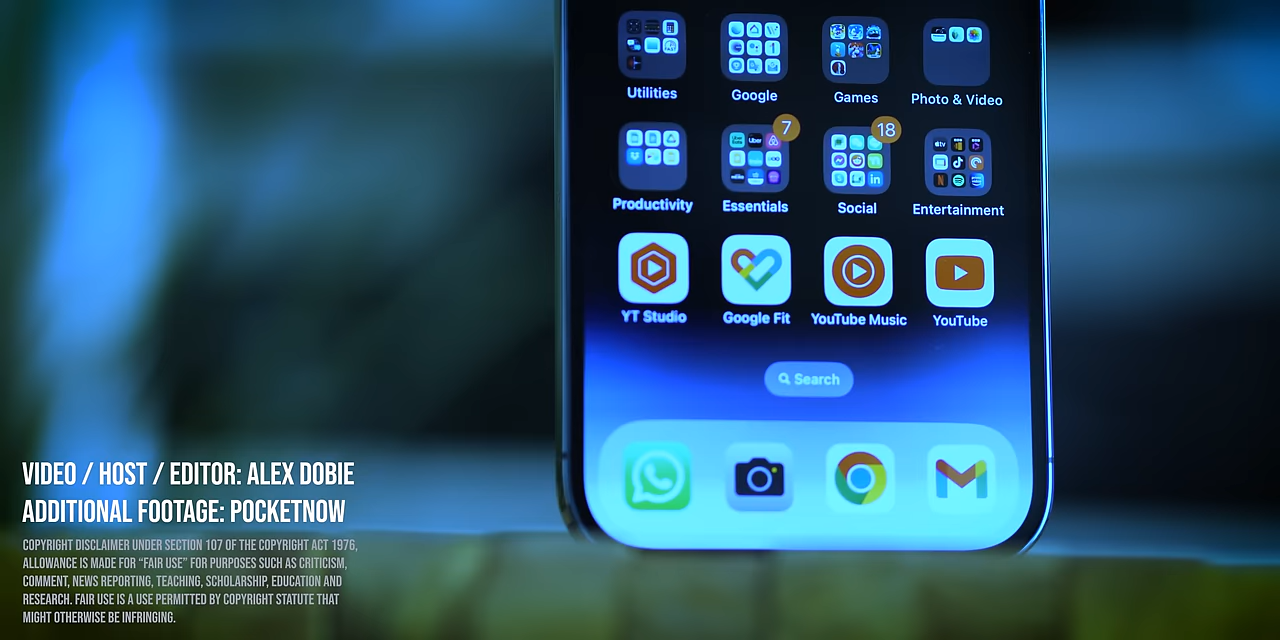 Utilities
Google
Games
Photo & Video
7
18
Productivity
Essentials
Social
Entertainment
YT Studio
Google Fit
YouTube Music
YouTube
Search
VIDEO / HOST / EDITOR: ALEX DOBIE
ADDITIONAL FOOTAGE: POCKETNOW
COPYRIGHT DISCLAIMER UNDER SECTION 107 OF THE COPYRIGHT ACT 1976,
ALLOWANCE IS MADE FOR “FAIR USE” FOR PURPOSES SUCH AS CRITICISM,
COMMENT, NEWS REPORTING, TEACHING, SCHOLARSHIP, EDUCATION AND
RESEARCH. FAIR USE IS A USE PERMITTED BY COPYRIGHT STATUTE THAT
MIGHT OTHERWISE BE INFRINGING.